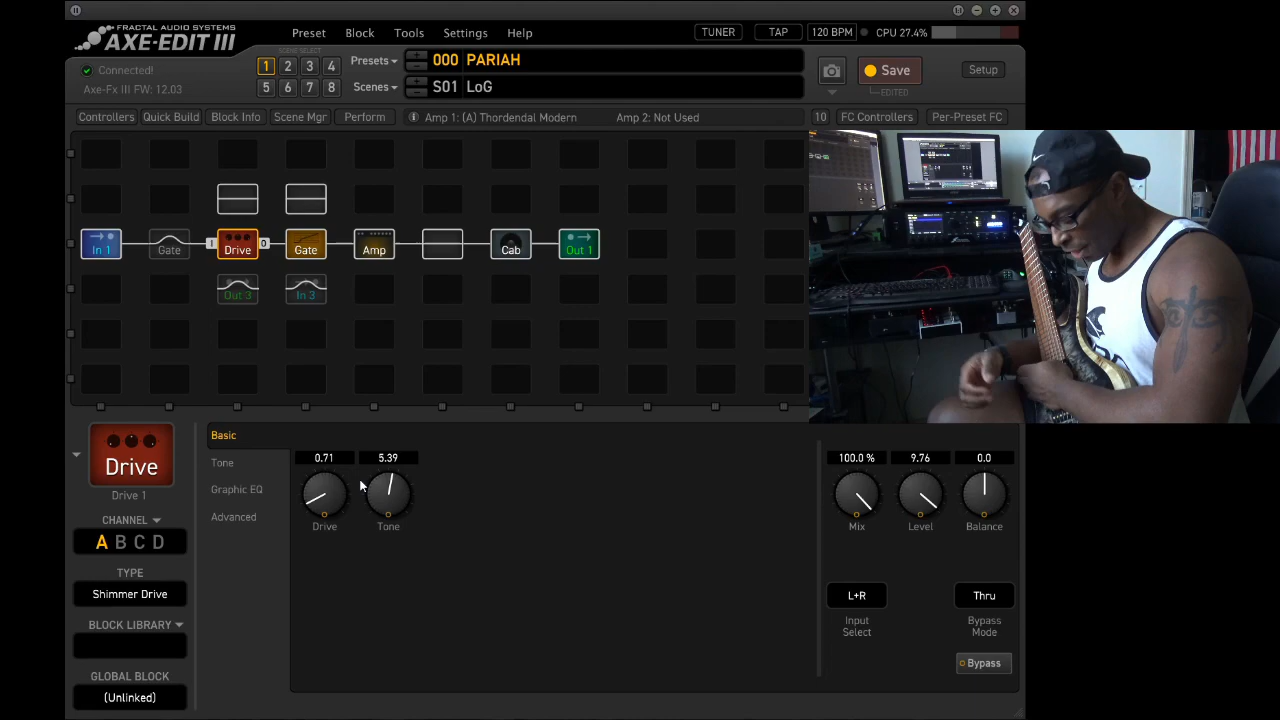 FRACTAL AUDIO SYSTEMS
AXE-EDIT III
Preset Block Tools Settings Help
TUNER TAP 120 BPM CPU 27.4%
Connected!
Axe-Fx III FW: 12.03
SCENE SELECT
1 2 3 4
5 6 7 8
Presets 000 PARIAH
Scenes S01 LoG
Save
EDITED
Setup
Controllers Quick Build Block Info Scene Mgr Perform Amp 1: (A) Thordendal Modern Amp 2: Not Used 10 FC Controllers Per-Preset FC
In 1 Gate I Drive O Gate Amp Cab Out 1
Out 3 In 3
Drive
Drive 1
CHANNEL
A B C D
TYPE
Shimmer Drive
BLOCK LIBRARY
GLOBAL BLOCK
(Unlinked)
Basic
Tone
Graphic EQ
Advanced
0.71 5.39
Drive Tone
100.0 % 9.76 0.0
Mix Level Balance
L+R Thru
Input Select
Bypass Mode
Bypass